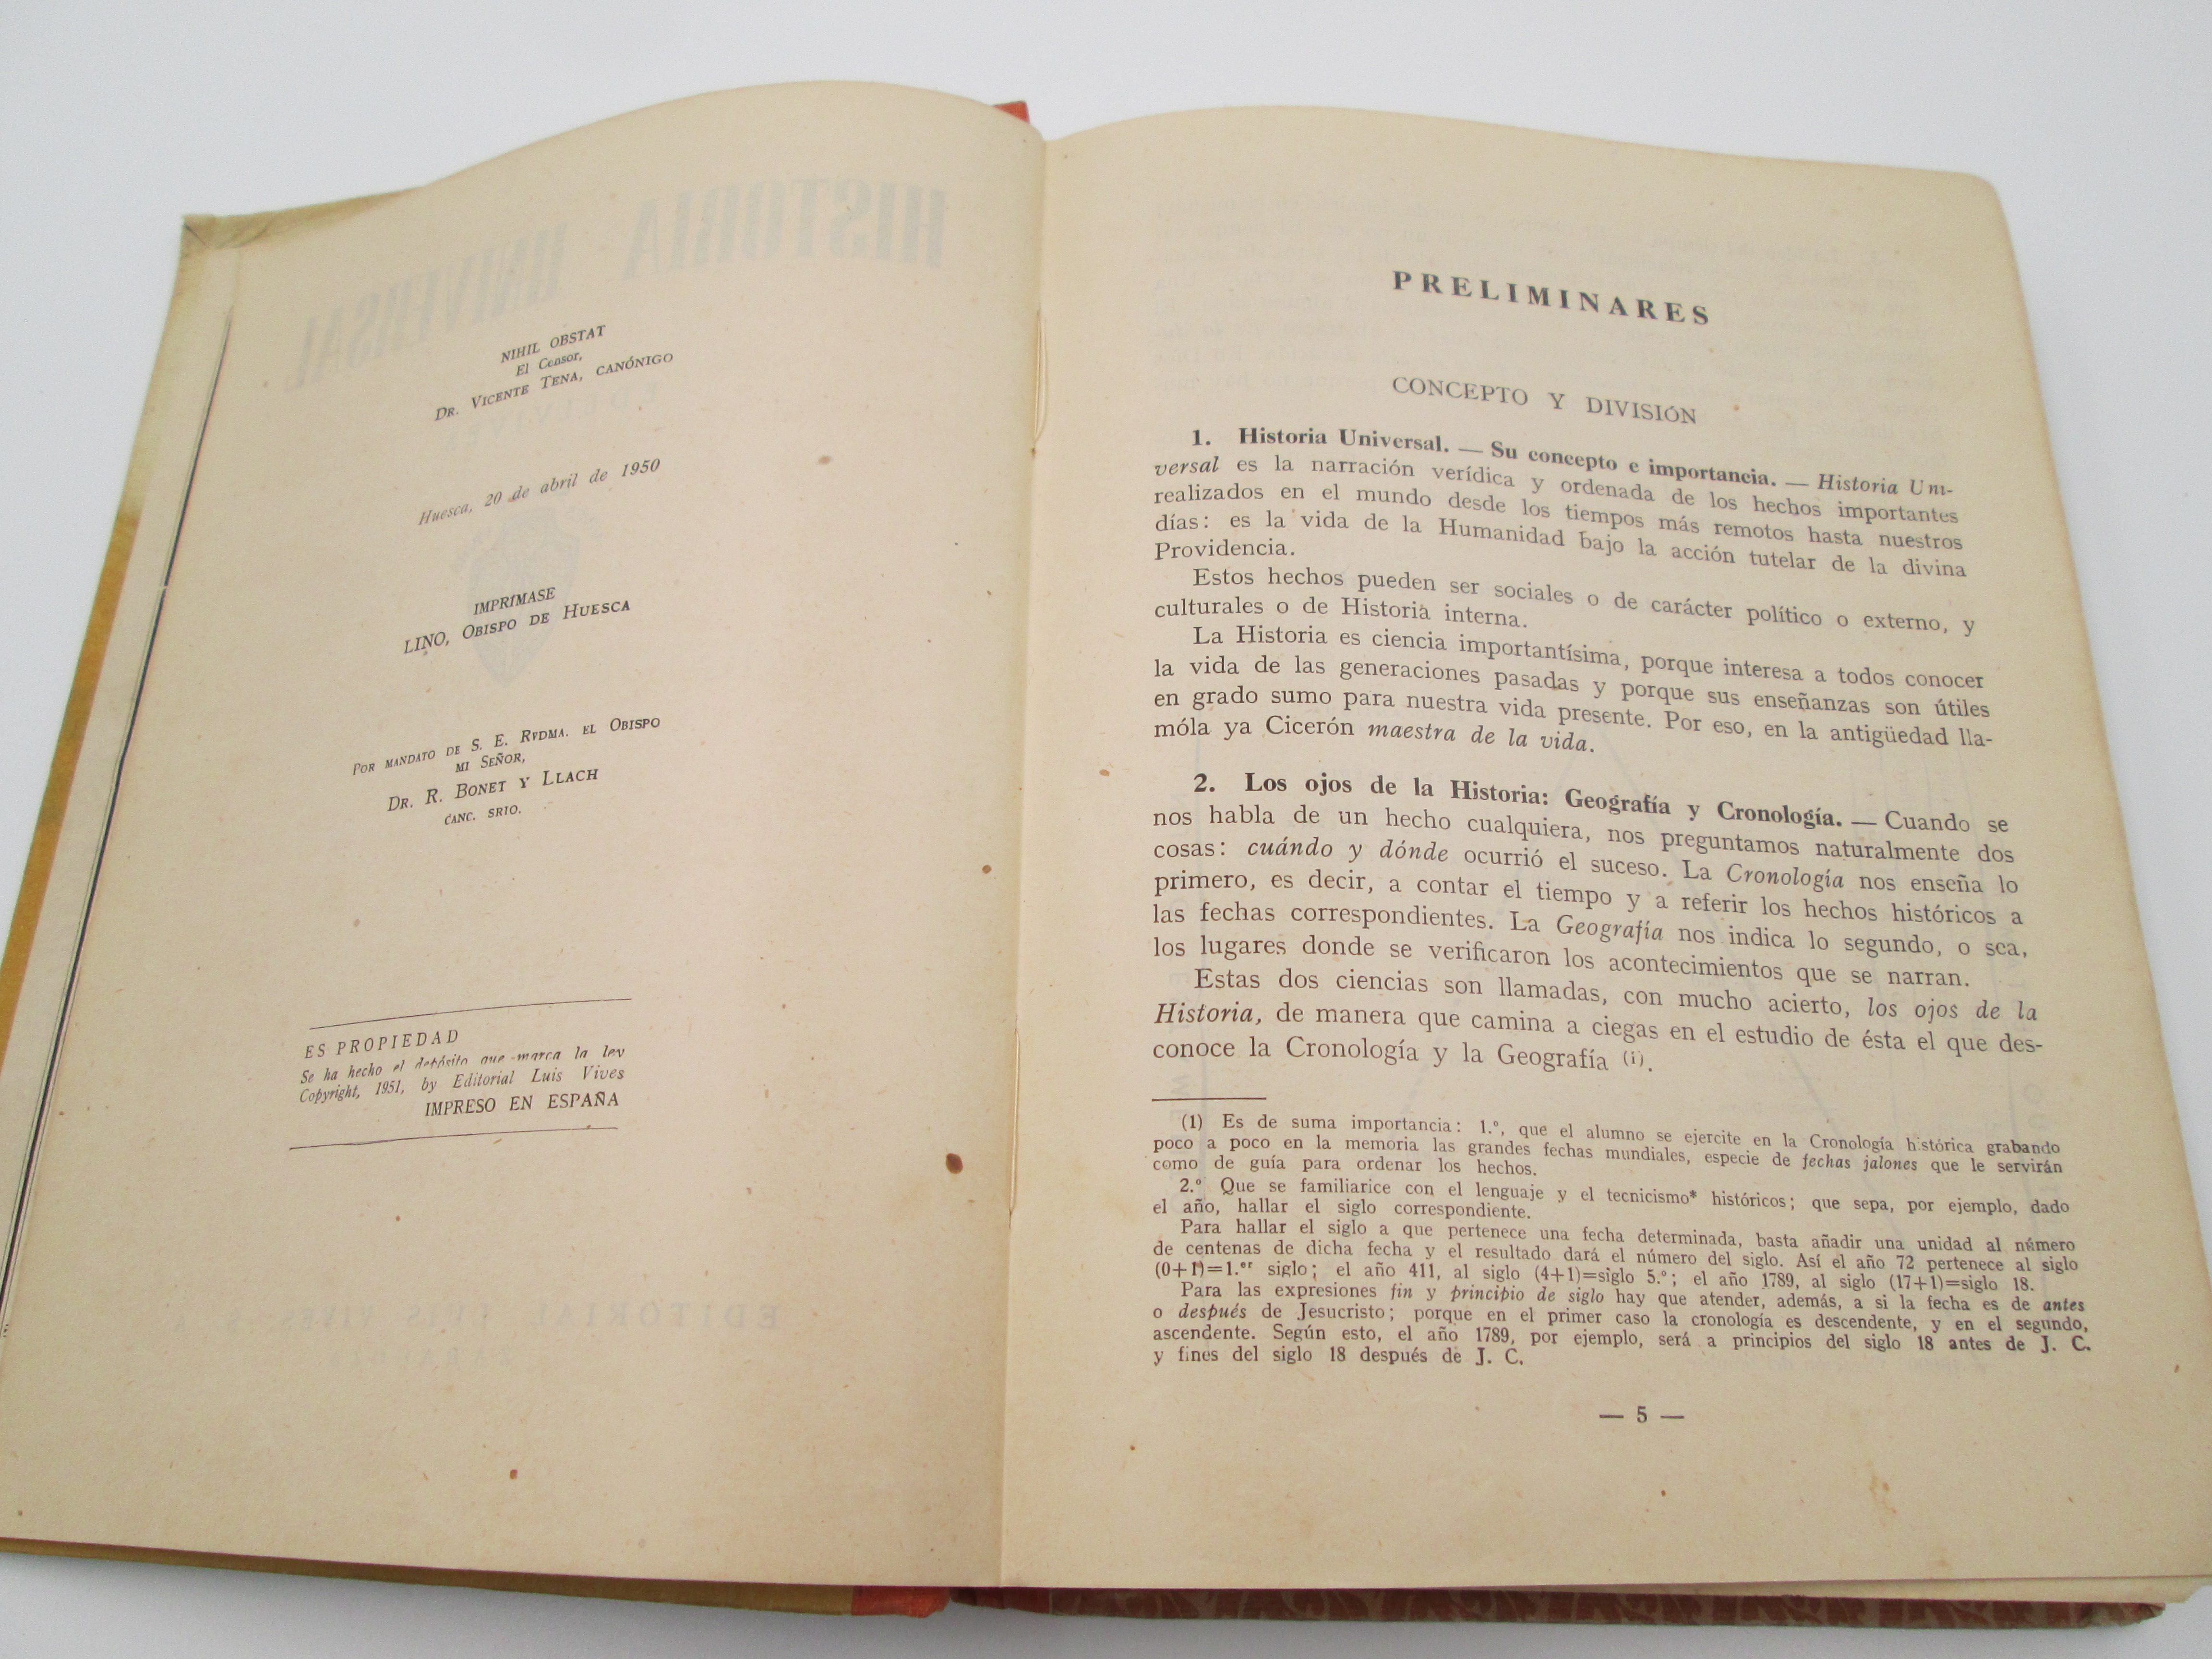 NIHIL OBSTAT
El Censor,
DR. VICENTE TENA, CANÓNIGO
Huesca, 20 de abril de 1950
IMPRIMASE
LINO, OBISPO DE HUESCA
POR MANDATO DE S. E. RVDMA. EL OBISPO
MI SEÑOR,
DR. R. BONET Y LLACH
CANC. SRIO.
ES PROPIEDAD
Se ha hecho el depósito que marca la ley
Copyright, 1951, by Editorial Luis Vives
IMPRESO EN ESPAÑA
HISTORIA UNIVERSAL
EDITORIAL LUIS VIVES, S. A.
PRELIMINARES
CONCEPTO Y DIVISIÓN
1. Historia Universal. — Su concepto e importancia. — Historia Uni-
versal es la narración verídica y ordenada de los hechos importantes
realizados en el mundo desde los tiempos más remotos hasta nuestros
días: es la vida de la Humanidad bajo la acción tutelar de la divina
Providencia.
Estos hechos pueden ser sociales o de carácter político o externo, y
culturales o de Historia interna.
La Historia es ciencia importantísima, porque interesa a todos conocer
la vida de las generaciones pasadas y porque sus enseñanzas son útiles
en grado sumo para nuestra vida presente. Por eso, en la antigüedad lla-
móla ya Cicerón maestra de la vida.
2. Los ojos de la Historia: Geografía y Cronología. — Cuando se
nos habla de un hecho cualquiera, nos preguntamos naturalmente dos
cosas: cuándo y dónde ocurrió el suceso. La Cronología nos enseña lo
primero, es decir, a contar el tiempo y a referir los hechos históricos a
las fechas correspondientes. La Geografía nos indica lo segundo, o sea,
los lugares donde se verificaron los acontecimientos que se narran.
Estas dos ciencias son llamadas, con mucho acierto, los ojos de la
Historia, de manera que camina a ciegas en el estudio de ésta el que des-
conoce la Cronología y la Geografía (1).
(1) Es de suma importancia: 1.º, que el alumno se ejercite en la Cronología histórica grabando
poco a poco en la memoria las grandes fechas mundiales, especie de fechas jalones que le servirán
como de guía para ordenar los hechos.
2.º Que se familiarice con el lenguaje y el tecnicismo* históricos; que sepa, por ejemplo, dado
el año, hallar el siglo correspondiente.
Para hallar el siglo a que pertenece una fecha determinada, basta añadir una unidad al número
de centenas de dicha fecha y el resultado dará el número del siglo. Así el año 72 pertenece al siglo
(0+1)=1.er siglo; el año 411, al siglo (4+1)=siglo 5.º; el año 1789, al siglo (17+1)=siglo 18.
Para las expresiones fin y principio de siglo hay que atender, además, a si la fecha es de antes
o después de Jesucristo; porque en el primer caso la cronología es descendente, y en el segundo,
ascendente. Según esto, el año 1789, por ejemplo, será a principios del siglo 18 antes de J. C.
y fines del siglo 18 después de J. C.
— 5 —